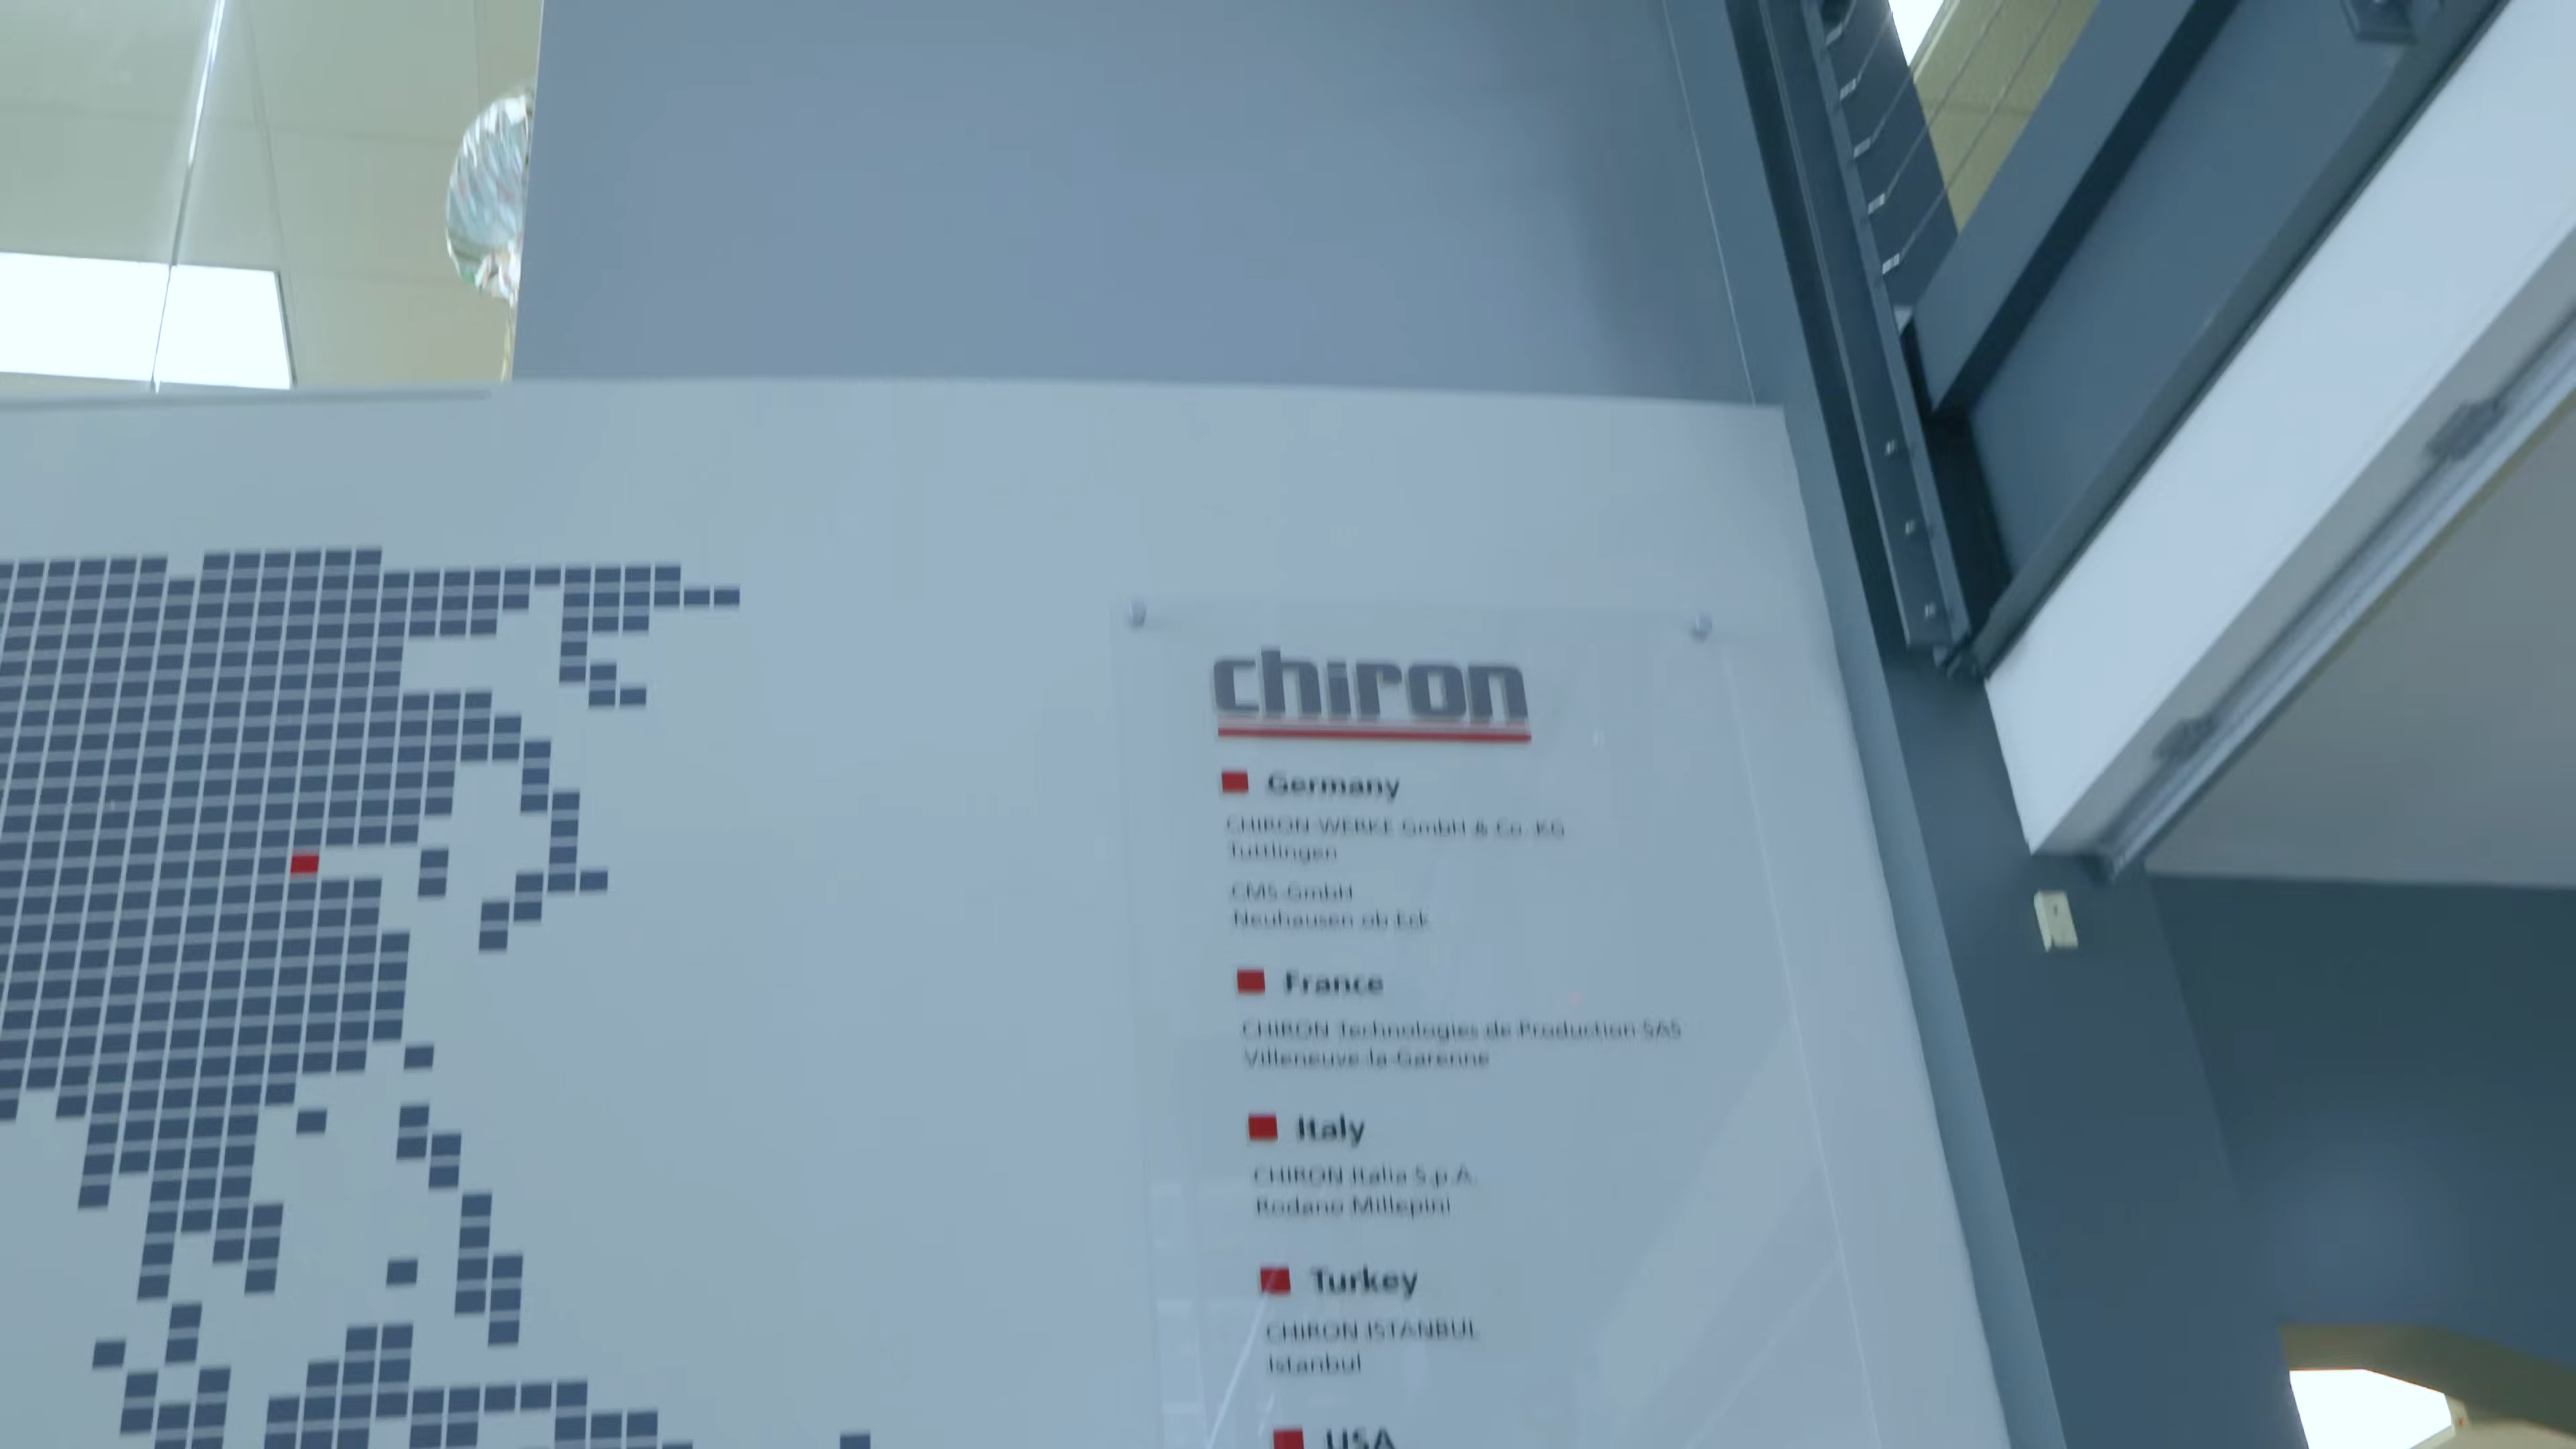 chiron
Germany
CHIRON-WERKE GmbH & Co. KG
Tuttlingen
CMS GmbH
Neuhausen ob Eck
France
CHIRON Technologies de Production SAS
Villeneuve la Garenne
Italy
CHIRON Italia S.p.A.
Rodano Millepini
Turkey
CHIRON ISTANBUL
Istanbul
USA